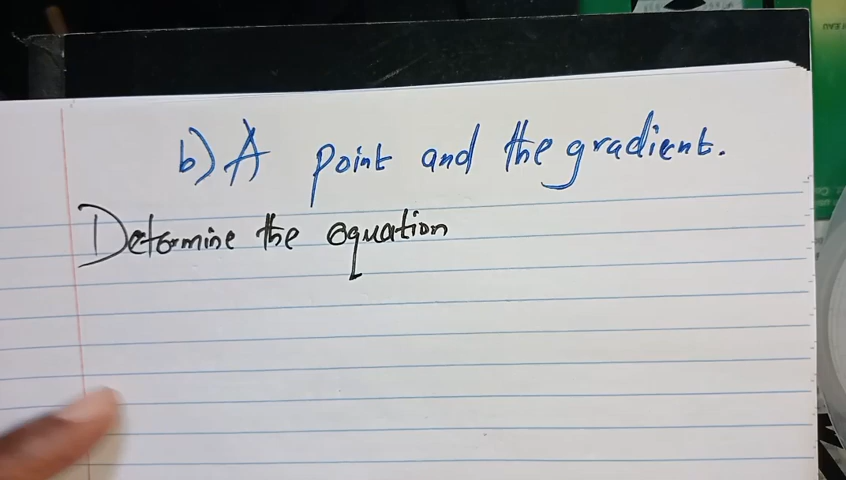 b) A point and the gradient.
Determine the equation